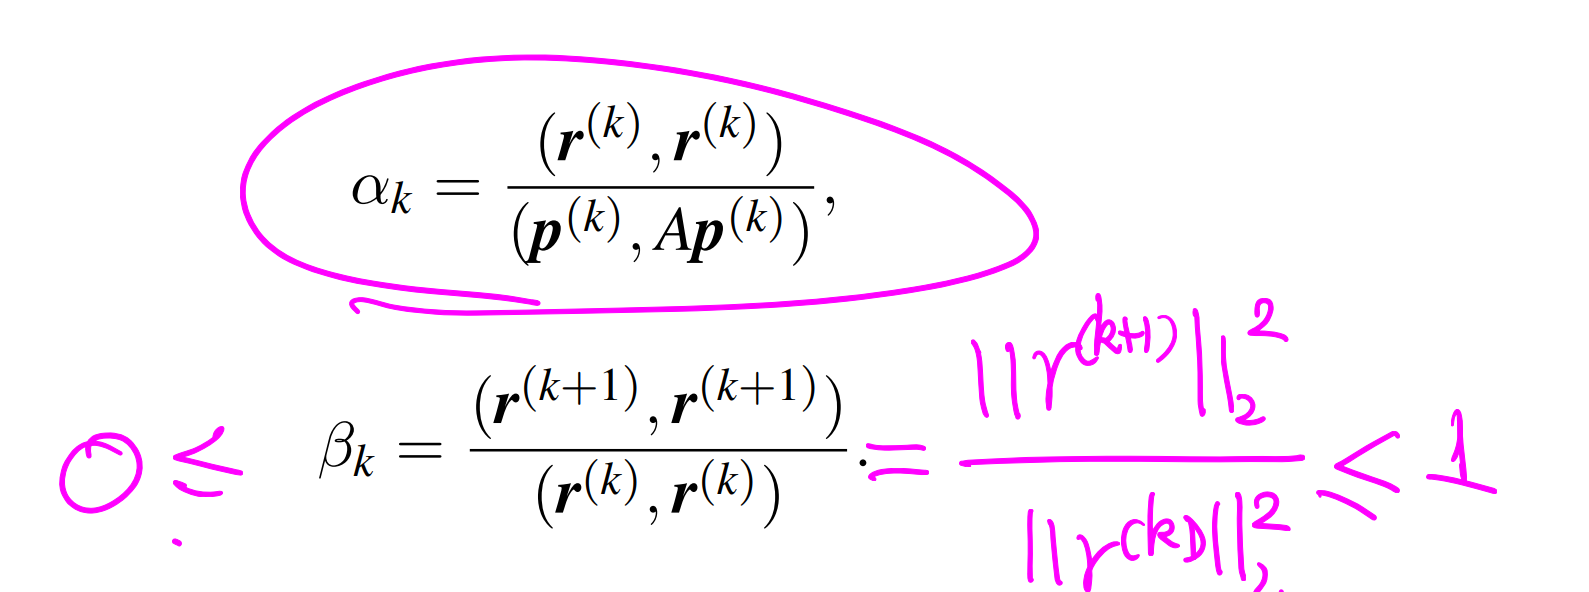 α_k = (r^(k), r^(k)) / (p^(k), Ap^(k)),
0 ≤ β_k = (r^(k+1), r^(k+1)) / (r^(k), r^(k)). = ||r^(k+1)||_2^2 / ||r^(k)||_2^2 ≤ 1